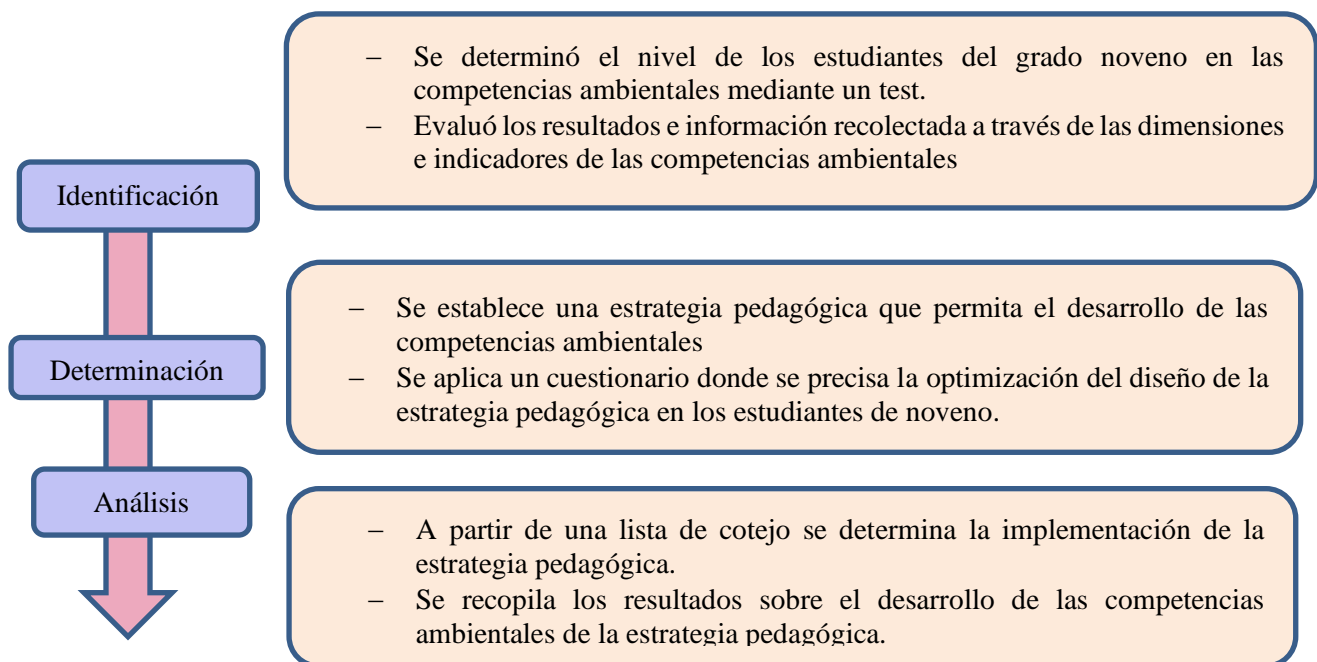 – Se determinó el nivel de los estudiantes del grado noveno en las
competencias ambientales mediante un test.
– Evaluó los resultados e información recolectada a través de las dimensiones
e indicadores de las competencias ambientales
Identificación
– Se establece una estrategia pedagógica que permita el desarrollo de las
competencias ambientales
– Se aplica un cuestionario donde se precisa la optimización del diseño de la
estrategia pedagógica en los estudiantes de noveno.
Determinación
Análisis
– A partir de una lista de cotejo se determina la implementación de la
estrategia pedagógica.
– Se recopila los resultados sobre el desarrollo de las competencias
ambientales de la estrategia pedagógica.